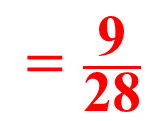 = 9/28